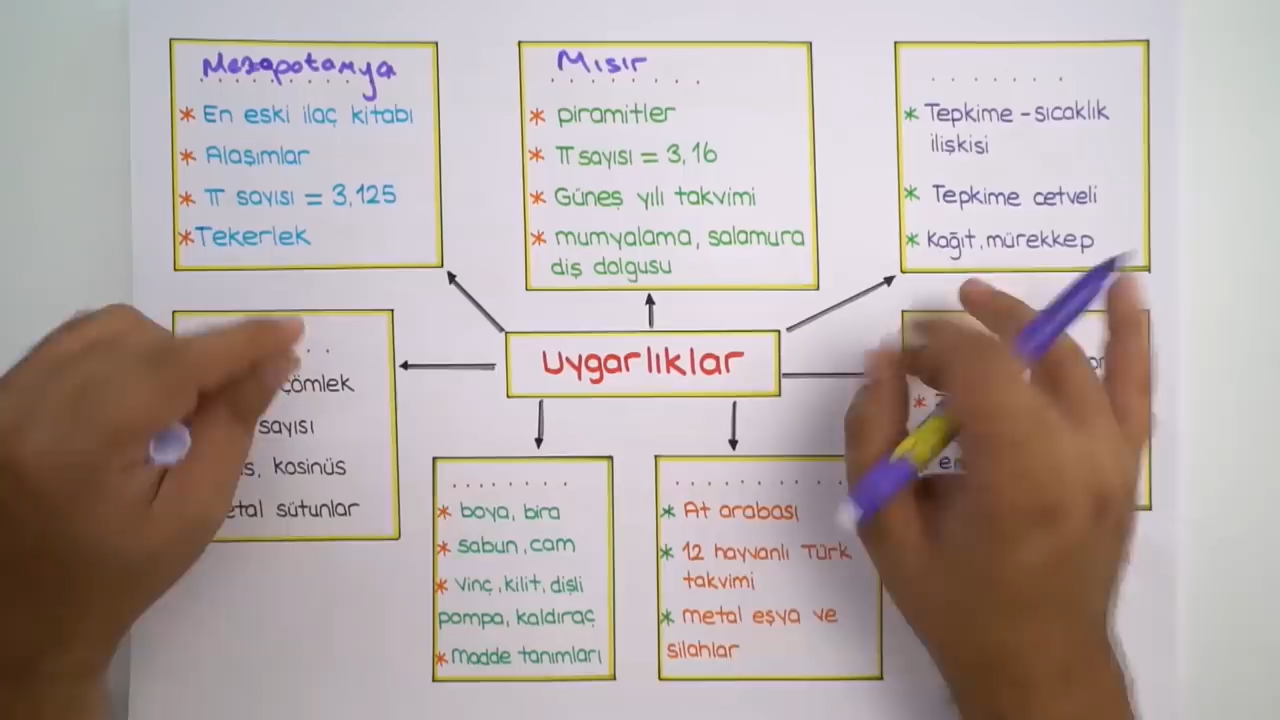 Mezapotamya
* En eski ilaç kitabı
* Alaşımlar
* π sayısı = 3,125
* Tekerlek
Mısır
* piramitler
* π sayısı = 3,16
* Güneş yılı takvimi
* mumyalama, salamura
diş dolgusu
* Tepkime - sıcaklık
ilişkisi
* Tepkime cetveli
* Kağıt, mürekkep
Uygarlıklar
çömlek
sayısı
kosinüs
sütunlar
* boya, bira
* sabun, cam
* vinç, kilit, dişli
pompa, kaldıraç
* madde tanımları
* At arabası
* 12 hayvanlı Türk
takvimi
* metal eşya ve
silahlar